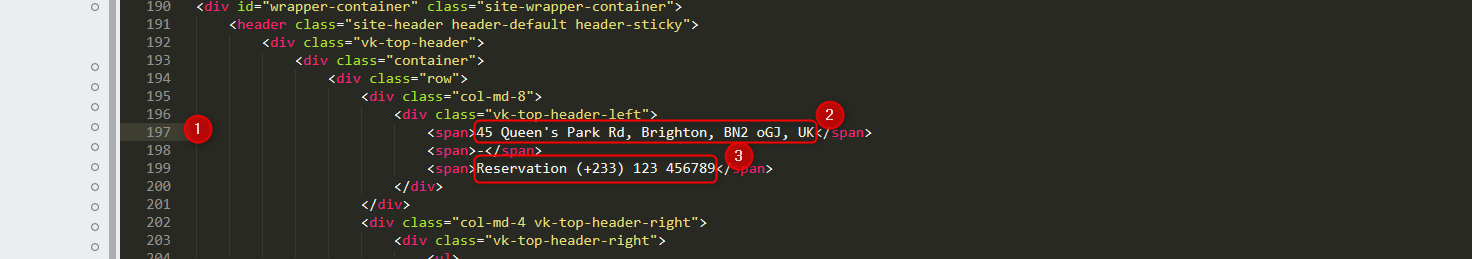 190 <div id="wrapper-container" class="site-wrapper-container">
191 <header class="site-header header-default header-sticky">
192 <div class="vk-top-header">
193 <div class="container">
194 <div class="row">
195 <div class="col-md-8">
196 <div class="vk-top-header-left"> 2
1 197 <span>45 Queen's Park Rd, Brighton, BN2 oGJ, UK</span>
198 <span>-</span> 3
199 <span>Reservation (+233) 123 456789</span>
200 </div>
201 </div>
202 <div class="col-md-4 vk-top-header-right">
203 <div class="vk-top-header-right">
204 <ul>